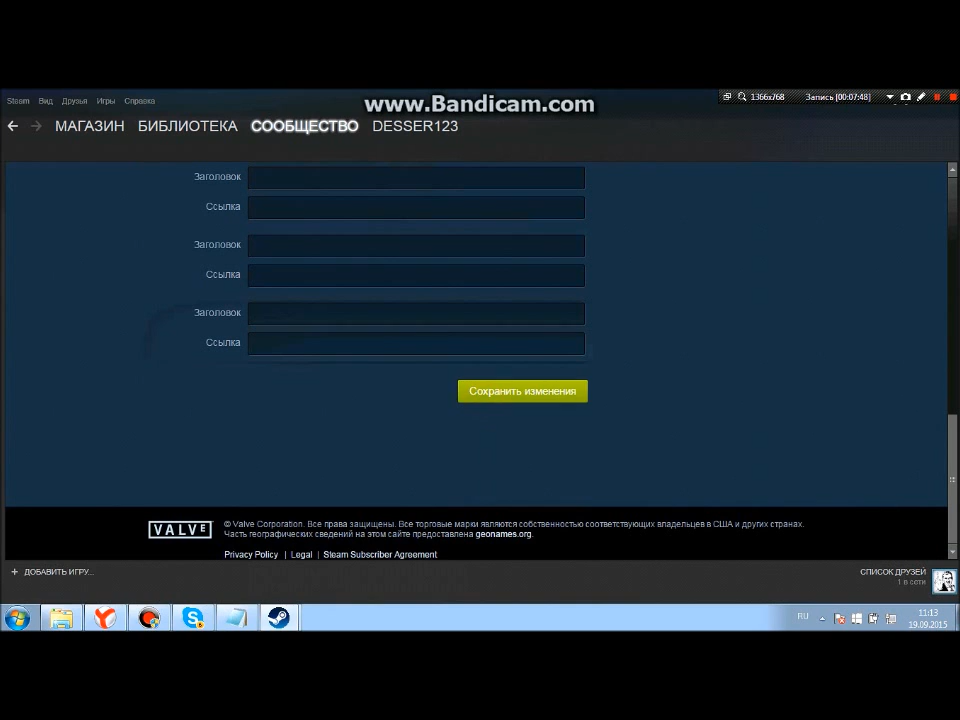 www.Bandicam.com
Steam Вид Друзья Игры Справка
1366x768 Запись [00:07:48]
МАГАЗИН БИБЛИОТЕКА СООБЩЕСТВО DESSER123
Заголовок
Ссылка
Заголовок
Ссылка
Заголовок
Ссылка
Сохранить изменения
VALVE
© Valve Corporation. Все права защищены. Все торговые марки являются собственностью соответствующих владельцев в США и других странах.
Часть географических сведений на этом сайте предоставлена geonames.org.
Privacy Policy | Legal | Steam Subscriber Agreement
+ ДОБАВИТЬ ИГРУ...
СПИСОК ДРУЗЕЙ
1 в сети
RU
11:13
19.09.2015